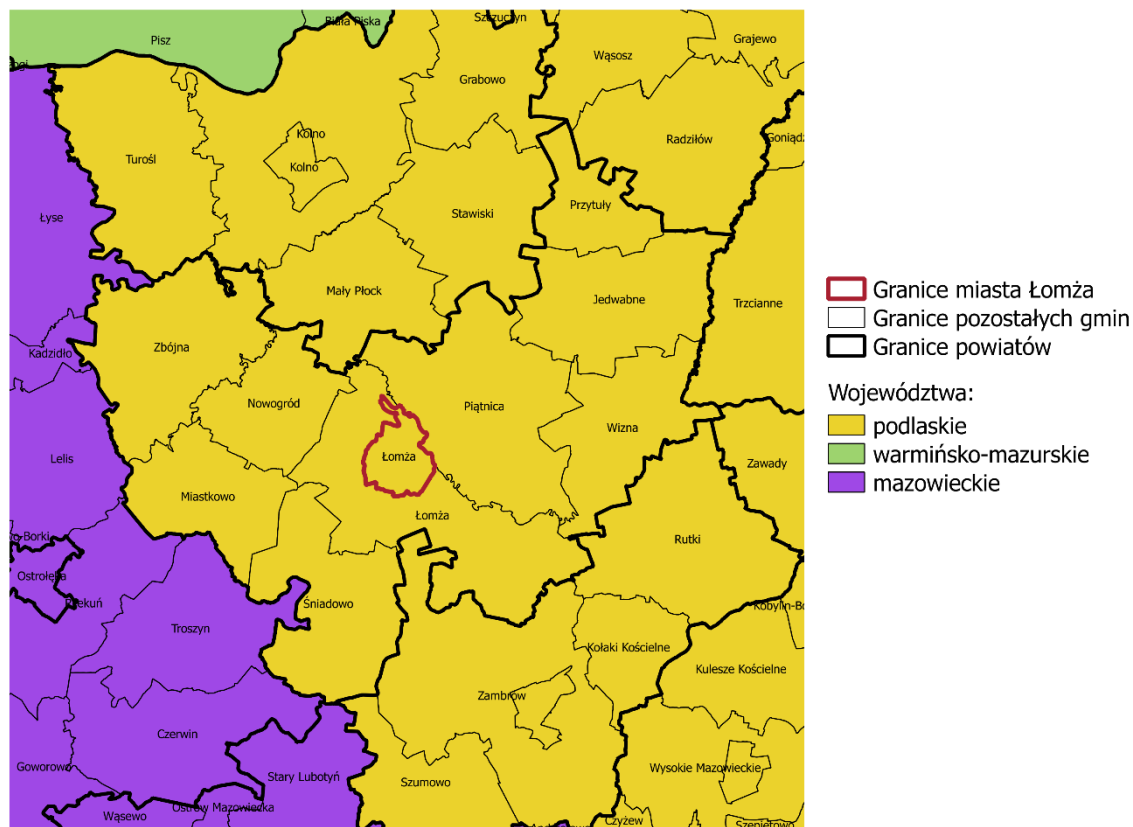 Biała Piska
Szczuczyn
Pisz
Grajewo
Wąsosz
Grabowo
Kolno
Radziłów
Goniądz
Turośl
Kolno
Przytuły
Stawiski
Łyse
Mały Płock
Jedwabne
Trzcianne
Zbójna
Kadzidło
Nowogród
Piątnica
Wizna
Łomża
Lelis
Zawady
Miastkowo
Łomża
Rutki
Ostrołęka
Śniadowo
Troszyn
Kołaki Kościelne
Kulesze Kościelne
Zambrów
Czerwin
Goworowo
Stary Lubotyń
Szumowo
Wysokie Mazowieckie
Ostrów Mazowiecka
Wąsewo
Czyżew
Szepietowo
Granice miasta Łomża
Granice pozostałych gmin
Granice powiatów
Województwa:
podlaskie
warmińsko-mazurskie
mazowieckie